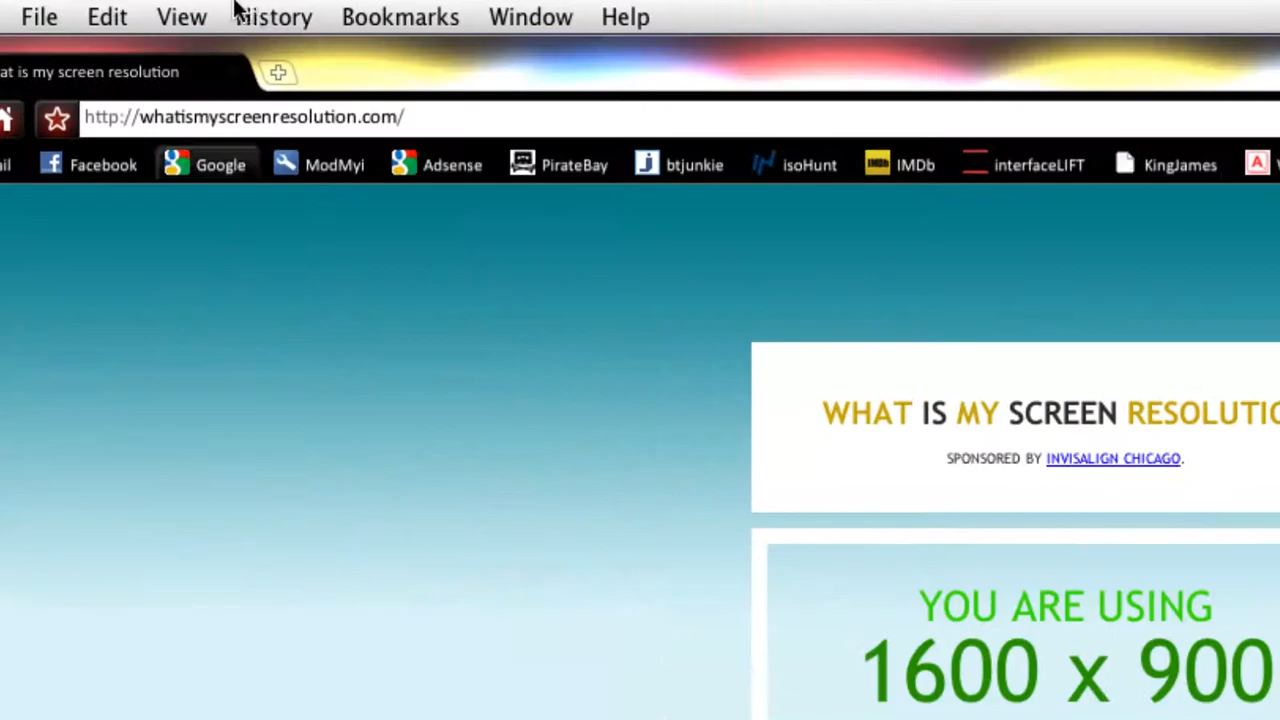 File Edit View History Bookmarks Window Help
at is my screen resolution
http://whatismyscreenresolution.com/
il Facebook Google ModMyi Adsense PirateBay btjunkie isoHunt IMDb interfaceLIFT KingJames
WHAT IS MY SCREEN RESOLUTIO
SPONSORED BY INVISALIGN CHICAGO.
YOU ARE USING
1600 x 900